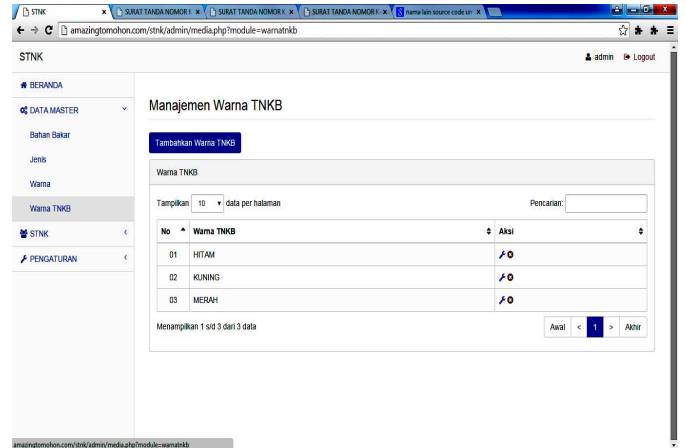 STNK
SURAT TANDA NOMOR K
SURAT TANDA NOMOR K
SURAT TANDA NOMOR K
nama lain source code un
amazingtomohon.com/stnk/admin/media.php?module=warnatnkb
STNK
admin Logout
BERANDA
DATA MASTER
Bahan Bakar
Jenis
Warna
Warna TNKB
STNK
PENGATURAN
Manajemen Warna TNKB
Tambahkan Warna TNKB
Warna TNKB
Tampilkan 10 data per halaman
Pencarian:
No Warna TNKB Aksi
01 HITAM
02 KUNING
03 MERAH
Menampilkan 1 s/d 3 dari 3 data
Awal < 1 > Akhir
amazingtomohon.com/stnk/admin/media.php?module=warnatnkb